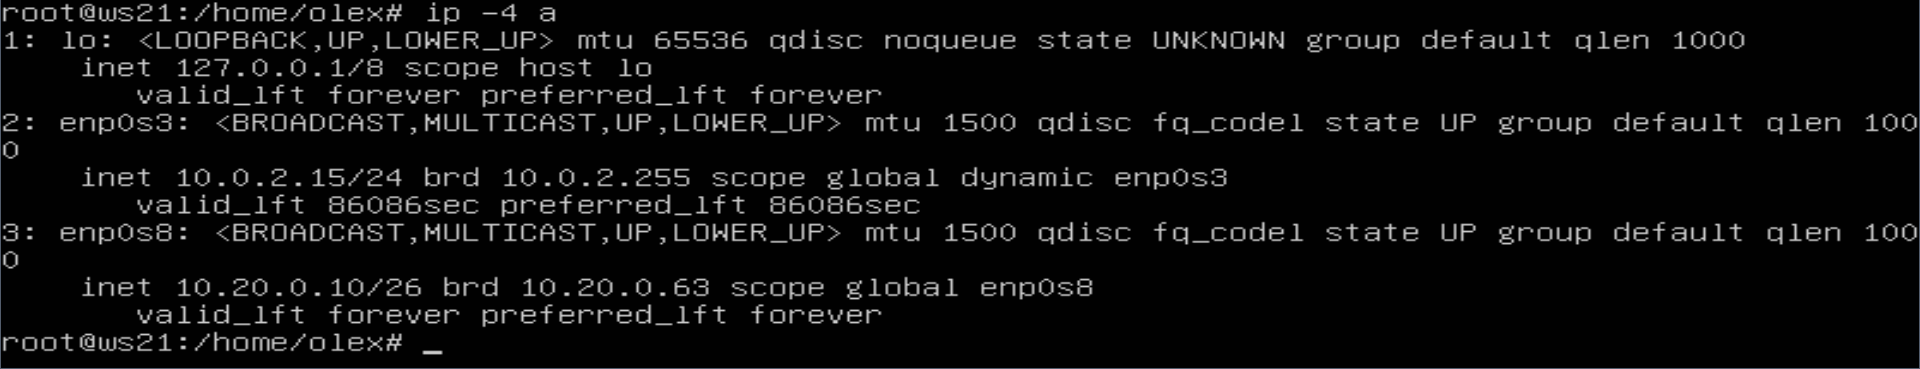 root@ws21:/home/olex# ip -4 a
1: lo: <LOOPBACK,UP,LOWER_UP> mtu 65536 qdisc noqueue state UNKNOWN group default qlen 1000
    inet 127.0.0.1/8 scope host lo
       valid_lft forever preferred_lft forever
2: enp0s3: <BROADCAST,MULTICAST,UP,LOWER_UP> mtu 1500 qdisc fq_codel state UP group default qlen 100
0
    inet 10.0.2.15/24 brd 10.0.2.255 scope global dynamic enp0s3
       valid_lft 86086sec preferred_lft 86086sec
3: enp0s8: <BROADCAST,MULTICAST,UP,LOWER_UP> mtu 1500 qdisc fq_codel state UP group default qlen 100
0
    inet 10.20.0.10/26 brd 10.20.0.63 scope global enp0s8
       valid_lft forever preferred_lft forever
root@ws21:/home/olex# _